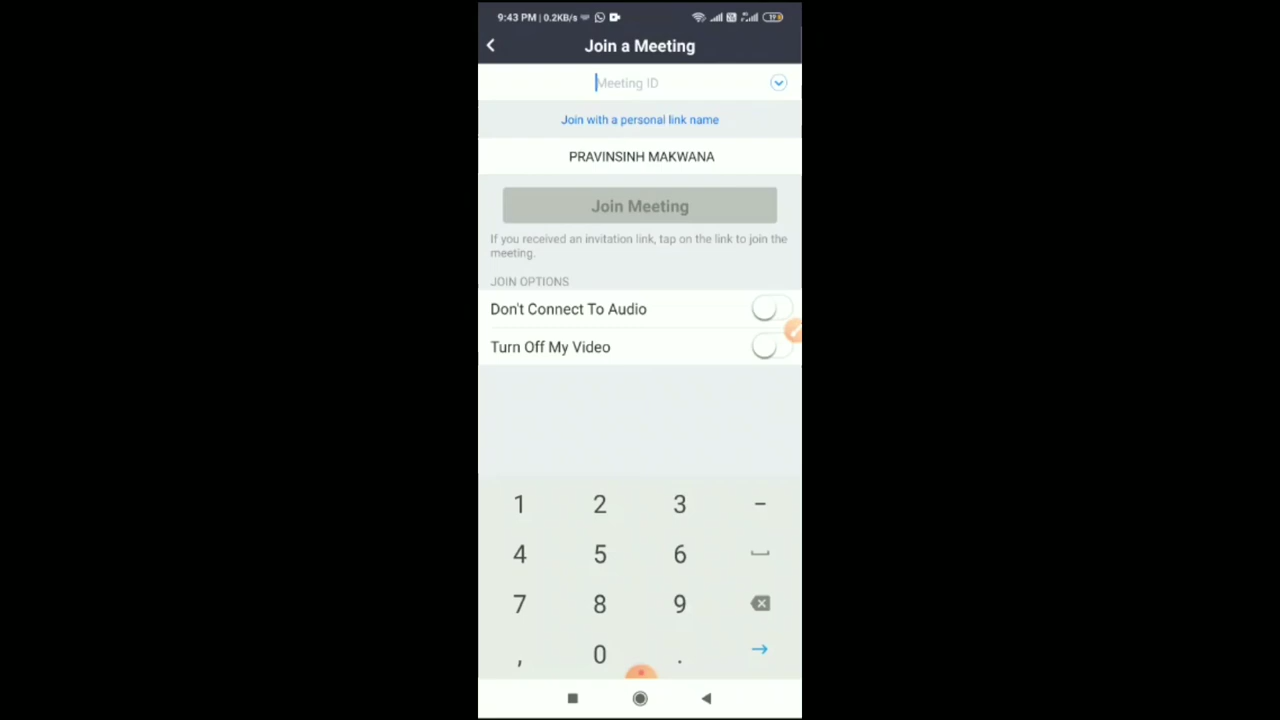 9:43 PM | 0.2KB/s
Join a Meeting
Meeting ID
Join with a personal link name
PRAVINSINH MAKWANA
Join Meeting
If you received an invitation link, tap on the link to join the
meeting.
JOIN OPTIONS
Don't Connect To Audio
Turn Off My Video
1 2 3 –
4 5 6
7 8 9
, 0 .